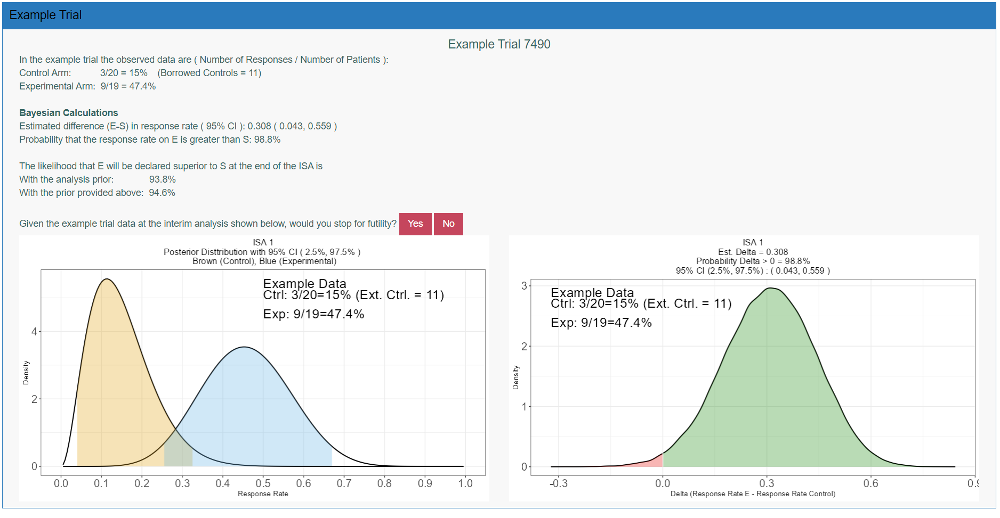 Example Trial
Example Trial 7490
In the example trial the observed data are ( Number of Responses / Number of Patients ):
Control Arm: 3/20 = 15% (Borrowed Controls = 11)
Experimental Arm: 9/19 = 47.4%
Bayesian Calculations
Estimated difference (E-S) in response rate ( 95% CI ): 0.308 ( 0.043, 0.559 )
Probability that the response rate on E is greater than S: 98.8%
The likelihood that E will be declared superior to S at the end of the ISA is
With the analysis prior: 93.8%
With the prior provided above: 94.6%
Given the example trial data at the interim analysis shown below, would you stop for futility? Yes No
ISA 1
Posterior Disttribution with 95% CI ( 2.5%, 97.5% )
Brown (Control), Blue (Experimental)
Example Data
Ctrl: 3/20=15% (Ext. Ctrl. = 11)
Exp: 9/19=47.4%
4
2
0
Density
0.0 0.1 0.2 0.3 0.4 0.5 0.6 0.7 0.8 0.9 1.0
Response Rate
ISA 1
Est. Delta = 0.308
Probability Delta > 0 = 98.8%
95% CI (2.5%, 97.5%) : ( 0.043, 0.559 )
Example Data
Ctrl: 3/20=15% (Ext. Ctrl. = 11)
Exp: 9/19=47.4%
3
2
1
0
Density
-0.3 0.0 0.3 0.6
Delta (Response Rate E - Response Rate Control)